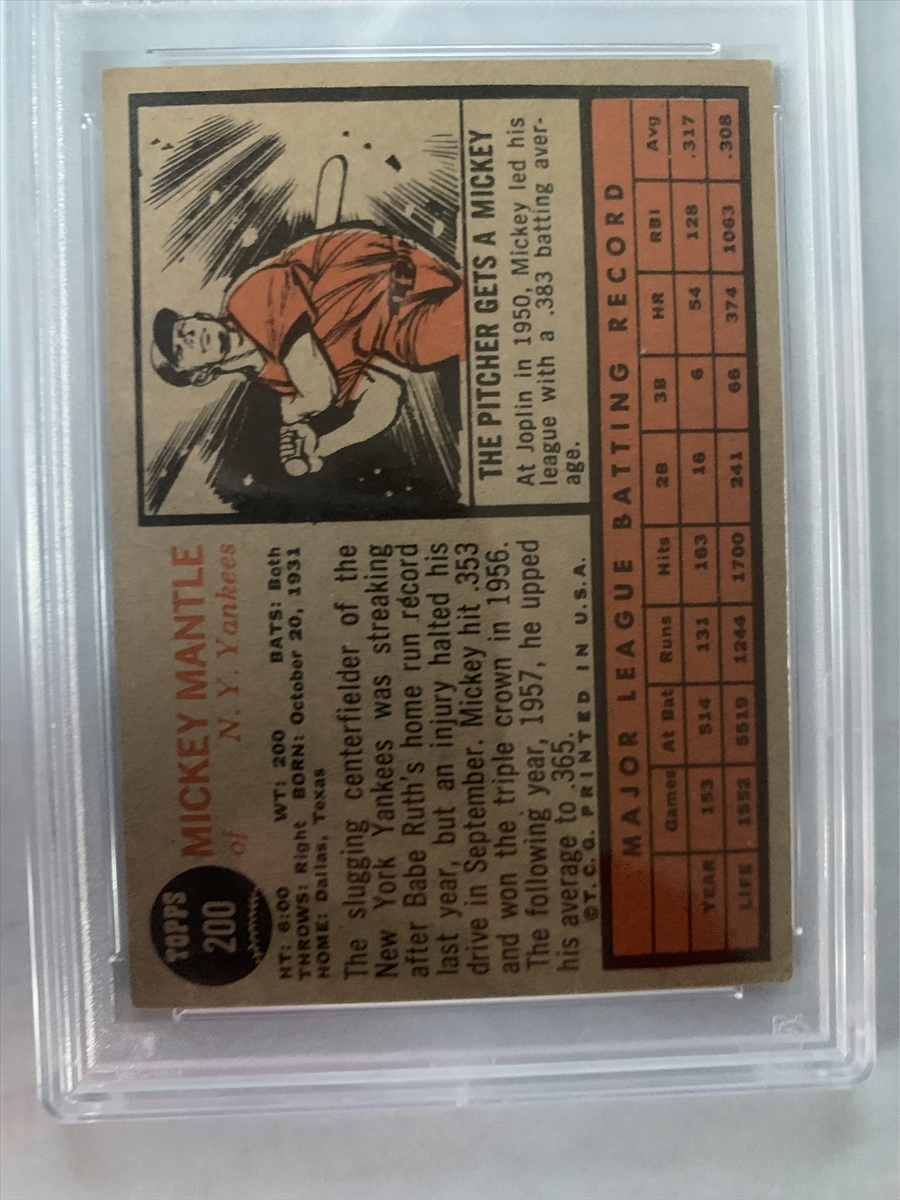 TOPPS
200
MICKEY MANTLE
of N. Y. Yankees
HT: 6:00 WT: 200 BATS: Both
THROWS: Right BORN: October 20, 1931
HOME: Dallas, Texas
The slugging centerfielder of the
New York Yankees was streaking
after Babe Ruth's home run record
last year, but an injury halted his
drive in September. Mickey hit .353
and won the triple crown in 1956.
The following year, 1957, he upped
his average to .365.
©T. C. G. PRINTED IN U.S.A.
THE PITCHER GETS A MICKEY
At Joplin in 1950, Mickey led his
league with a .383 batting aver-
age.
MAJOR LEAGUE BATTING RECORD
Games At Bat Runs Hits 2B 3B HR RBI Avg
YEAR 153 514 131 163 16 6 54 128 .317
LIFE 1552 5519 1244 1700 241 66 374 1063 .308